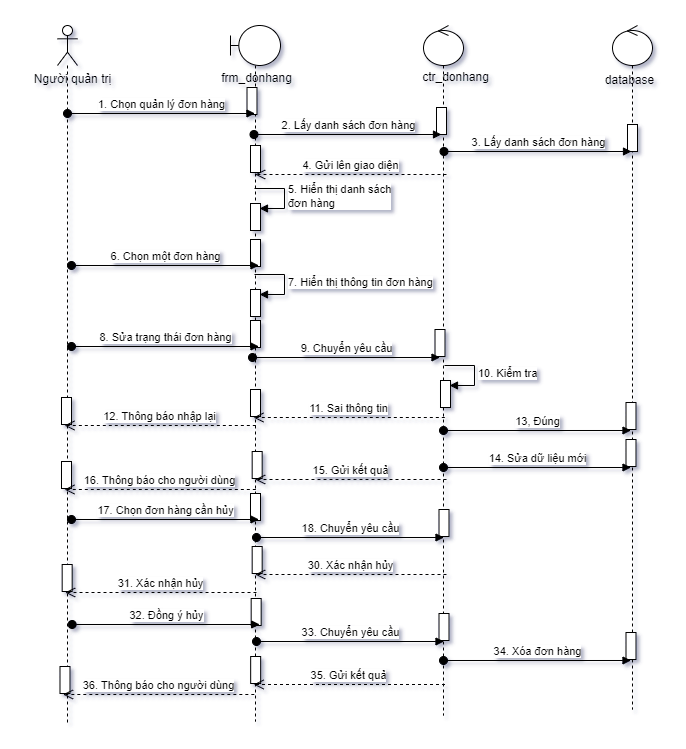 Người quản trị
frm_donhang
ctr_donhang
database
1. Chọn quản lý đơn hàng
2. Lấy danh sách đơn hàng
3. Lấy danh sách đơn hàng
4. Gửi lên giao diện
5. Hiển thị danh sách
đơn hàng
6. Chọn một đơn hàng
7. Hiển thị thông tin đơn hàng
8. Sửa trạng thái đơn hàng
9. Chuyển yêu cầu
10. Kiểm tra
11. Sai thông tin
12. Thông báo nhập lại
13, Đúng
14. Sửa dữ liệu mới
15. Gửi kết quả
16. Thông báo cho người dùng
17. Chọn đơn hàng cần hủy
18. Chuyển yêu cầu
30. Xác nhận hủy
31. Xác nhận hủy
32. Đồng ý hủy
33. Chuyển yêu cầu
34. Xóa đơn hàng
35. Gửi kết quả
36. Thông báo cho người dùng